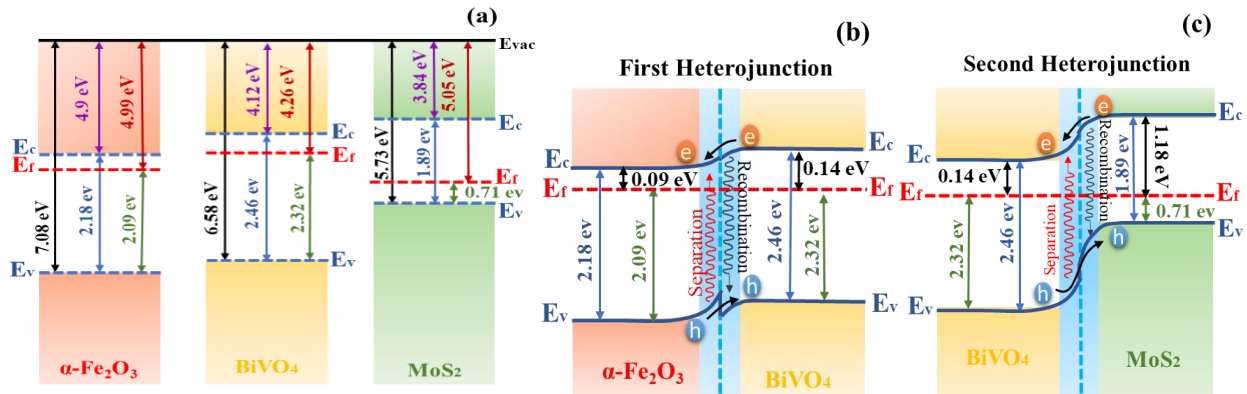 (a)
Evac
4.9 eV
4.99 eV
4.12 eV
4.26 eV
3.84 eV
5.05 eV
Ec
Ef
Ec
Ef
Ec
Ef
7.08 eV
2.18 ev
2.09 ev
6.58 eV
2.46 ev
2.32 ev
5.73 eV
1.89 ev
0.71
ev
Ev
Ev
Ev
α-Fe₂O₃
BiVO₄
MoS₂
(b)
First Heterojunction
e
e
Ec
Ec
0.09 eV
0.14 eV
Ef
Ef
2.18 ev
2.09 ev
Separation
Recombination
2.46 ev
2.32 ev
h
h
Ev
Ev
α-Fe₂O₃
BiVO₄
(c)
Second Heterojunction
e
e
Ec
Ec
0.14 eV
1.89 eV
1.18 eV
Ef
Ef
2.32 ev
2.46 ev
Separation
Recombination
0.71 ev
h
h
Ev
Ev
BiVO₄
MoS₂